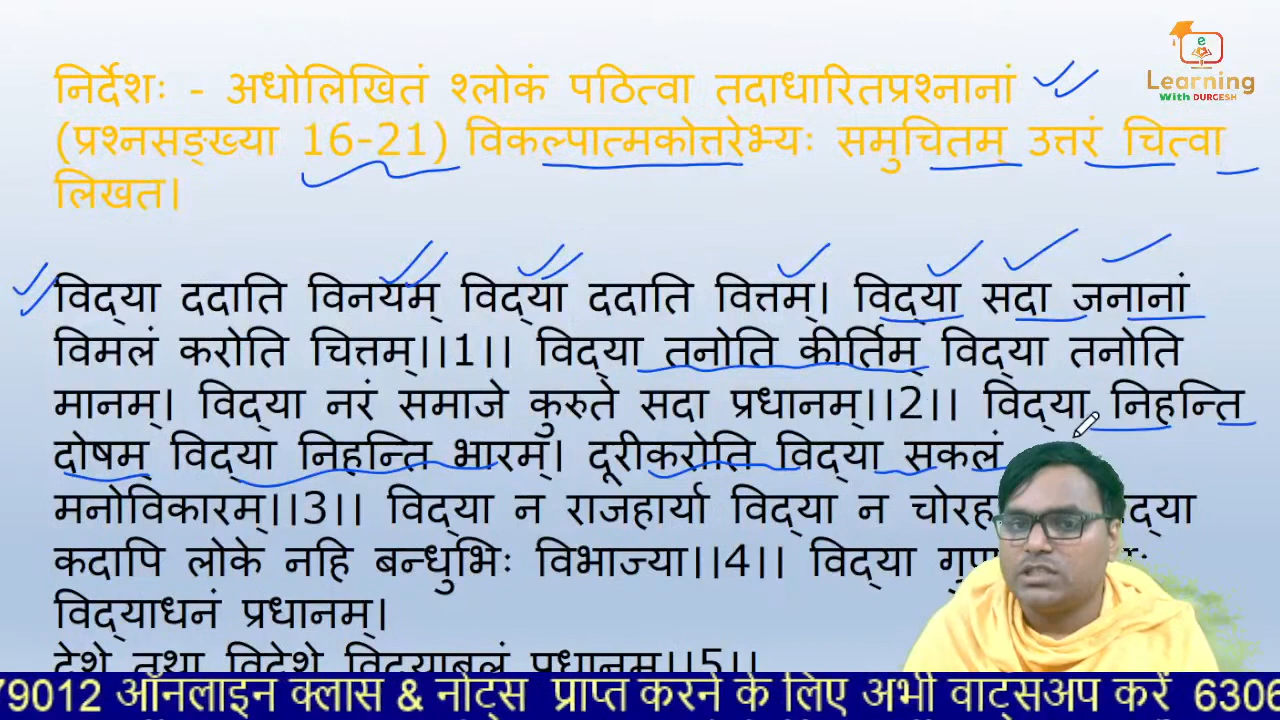 e
Learning
With DURGESH
निर्देशः - अधोलिखितं श्लोकं पठित्वा तदाधारितप्रश्नानां
(प्रश्नसङ्ख्या 16-21) विकल्पात्मकोत्तरेभ्यः समुचितम् उत्तरं चित्वा
लिखत।
विद्या ददाति विनयम् विद्या ददाति वित्तम्। विद्या सदा जनानां
विमलं करोति चित्तम्।।1।। विद्या तनोति कीर्तिम् विद्या तनोति
मानम्। विद्या नरं समाजे कुरुते सदा प्रधानम्।।2।। विद्या निहन्ति
दोषम् विद्या निहन्ति भारम्। दूरीकरोति विद्या सकलं
मनोविकारम्।।3।। विद्या न राजहार्या विद्या न
कदापि लोके नहि बन्धुभिः विभाज्या।।4।। विद्या
विद्याधनं प्रधानम्।
देशे तथा विदेशे विद्याबलं प्रधानम्।।5।।
79012 ऑनलाइन क्लास & नोट्स प्राप्त करने के लिए अभी वाट्सअप करें 6306